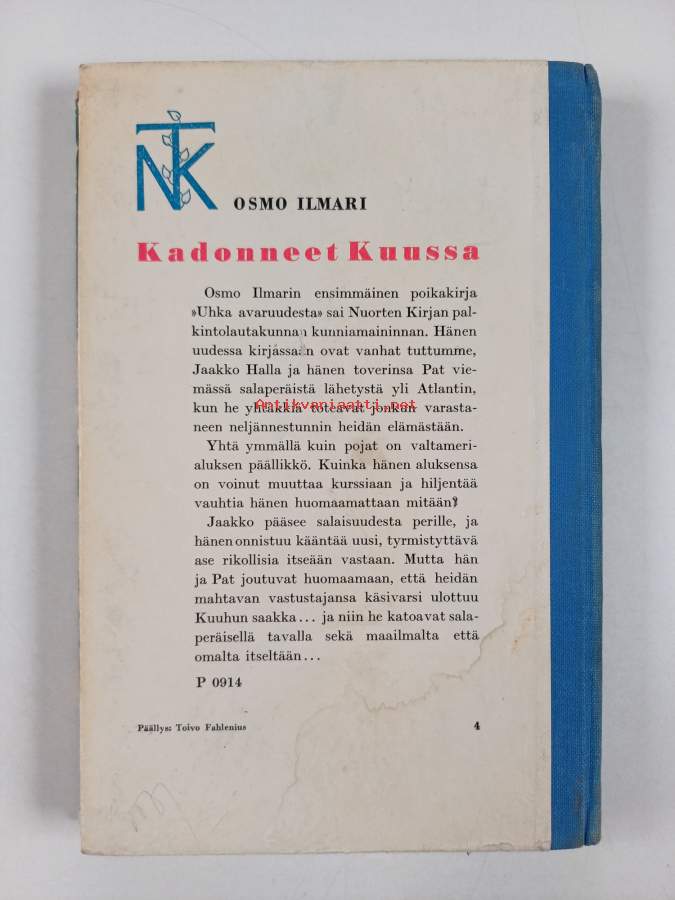 NTK
OSMO ILMARI
Kadonneet Kuussa
Osmo Ilmarin ensimmäinen poikakirja
»Uhka avaruudesta» sai Nuorten Kirjan pal-
kintolautakunnan kunniamaininnan. Hänen
uudessa kirjassaan ovat vanhat tuttumme,
Jaakko Halla ja hänen toverinsa Pat vie-
mässä salaperäistä lähetystä yli Atlantin,
Antikvariaatti.net
kun he yhtäkkiä toteavat jonkun varasta-
neen neljännestunnin heidän elämästään.
Yhtä ymmällä kuin pojat on valtameri-
aluksen päällikkö. Kuinka hänen aluksensa
on voinut muuttaa kurssiaan ja hiljentää
vauhtia hänen huomaamattaan mitään?
Jaakko pääsee salaisuudesta perille, ja
hänen onnistuu kääntää uusi, tyrmistyttävä
ase rikollisia itseään vastaan. Mutta hän
ja Pat joutuvat huomaamaan, että heidän
mahtavan vastustajansa käsivarsi ulottuu
Kuuhun saakka... ja niin he katoavat sala-
peräisellä tavalla sekä maailmalta että
omalta itseltään...
P 0914
Päällys: Toivo Fahlenius
4